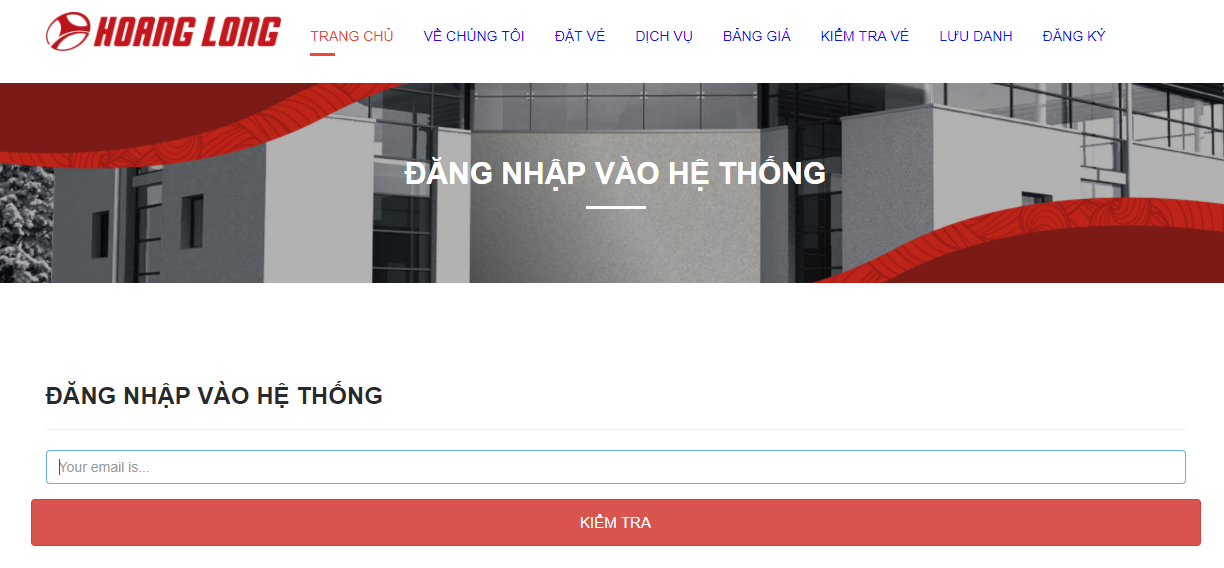 HOANG LONG TRANG CHỦ VỀ CHÚNG TÔI ĐẶT VÉ DỊCH VỤ BẢNG GIÁ KIỂM TRA VÉ LƯU DANH ĐĂNG KÝ
ĐĂNG NHẬP VÀO HỆ THỐNG
ĐĂNG NHẬP VÀO HỆ THỐNG
Your email is...
KIỂM TRA